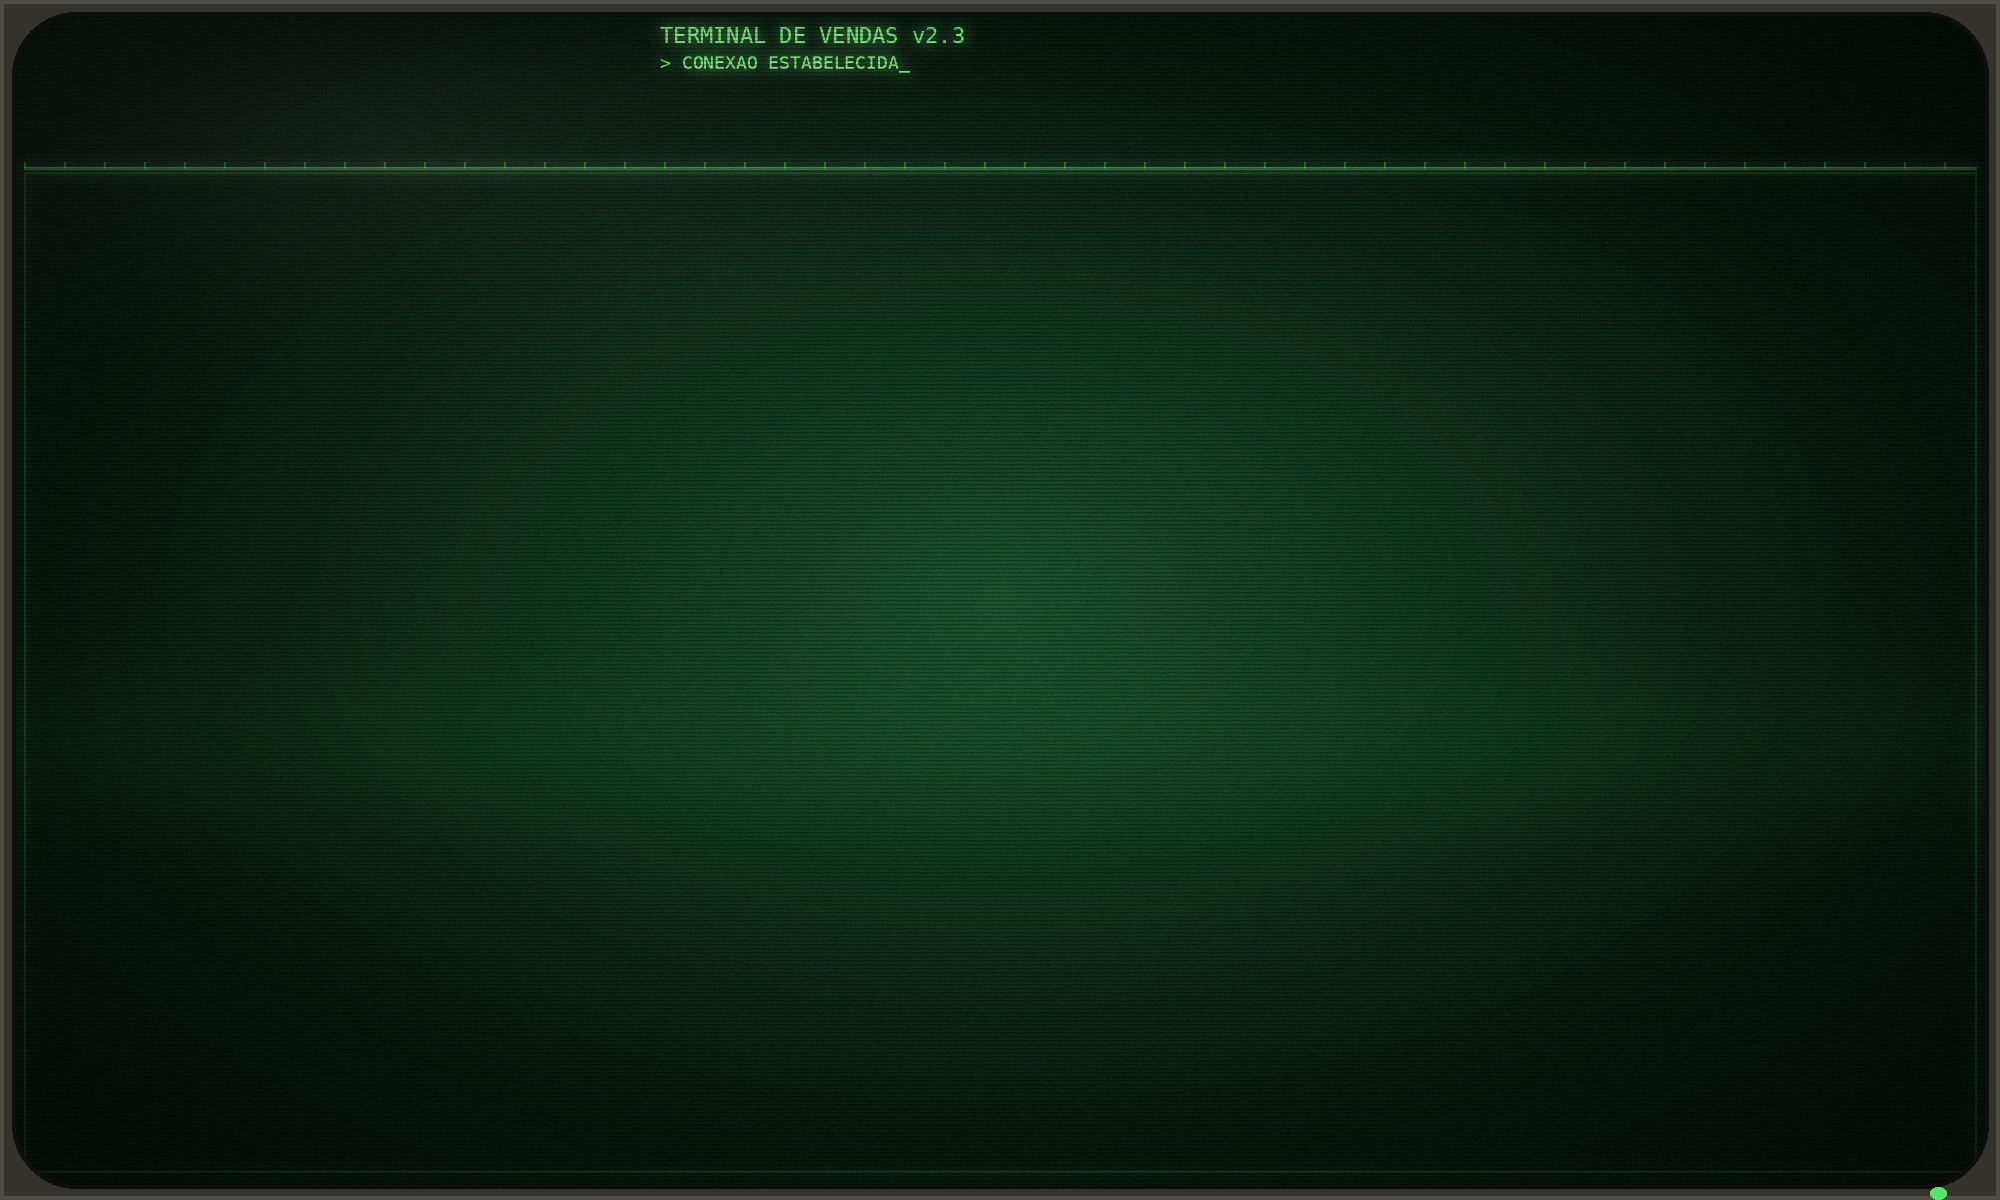 TERMINAL DE VENDAS v2.3
> CONEXAO ESTABELECIDA_